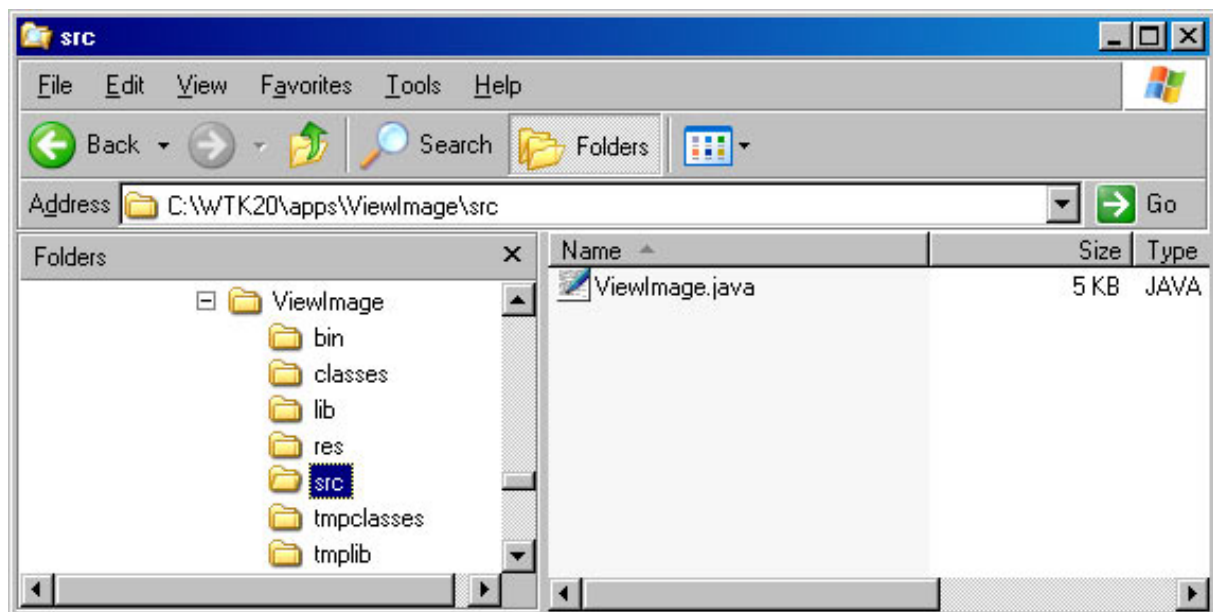 src
File Edit View Favorites Tools Help
Back Search Folders
Address C:\WTK20\apps\ViewImage\src Go
Folders
ViewImage
bin
classes
lib
res
src
tmpclasses
tmplib
Name Size Type
ViewImage.java 5 KB JAVA